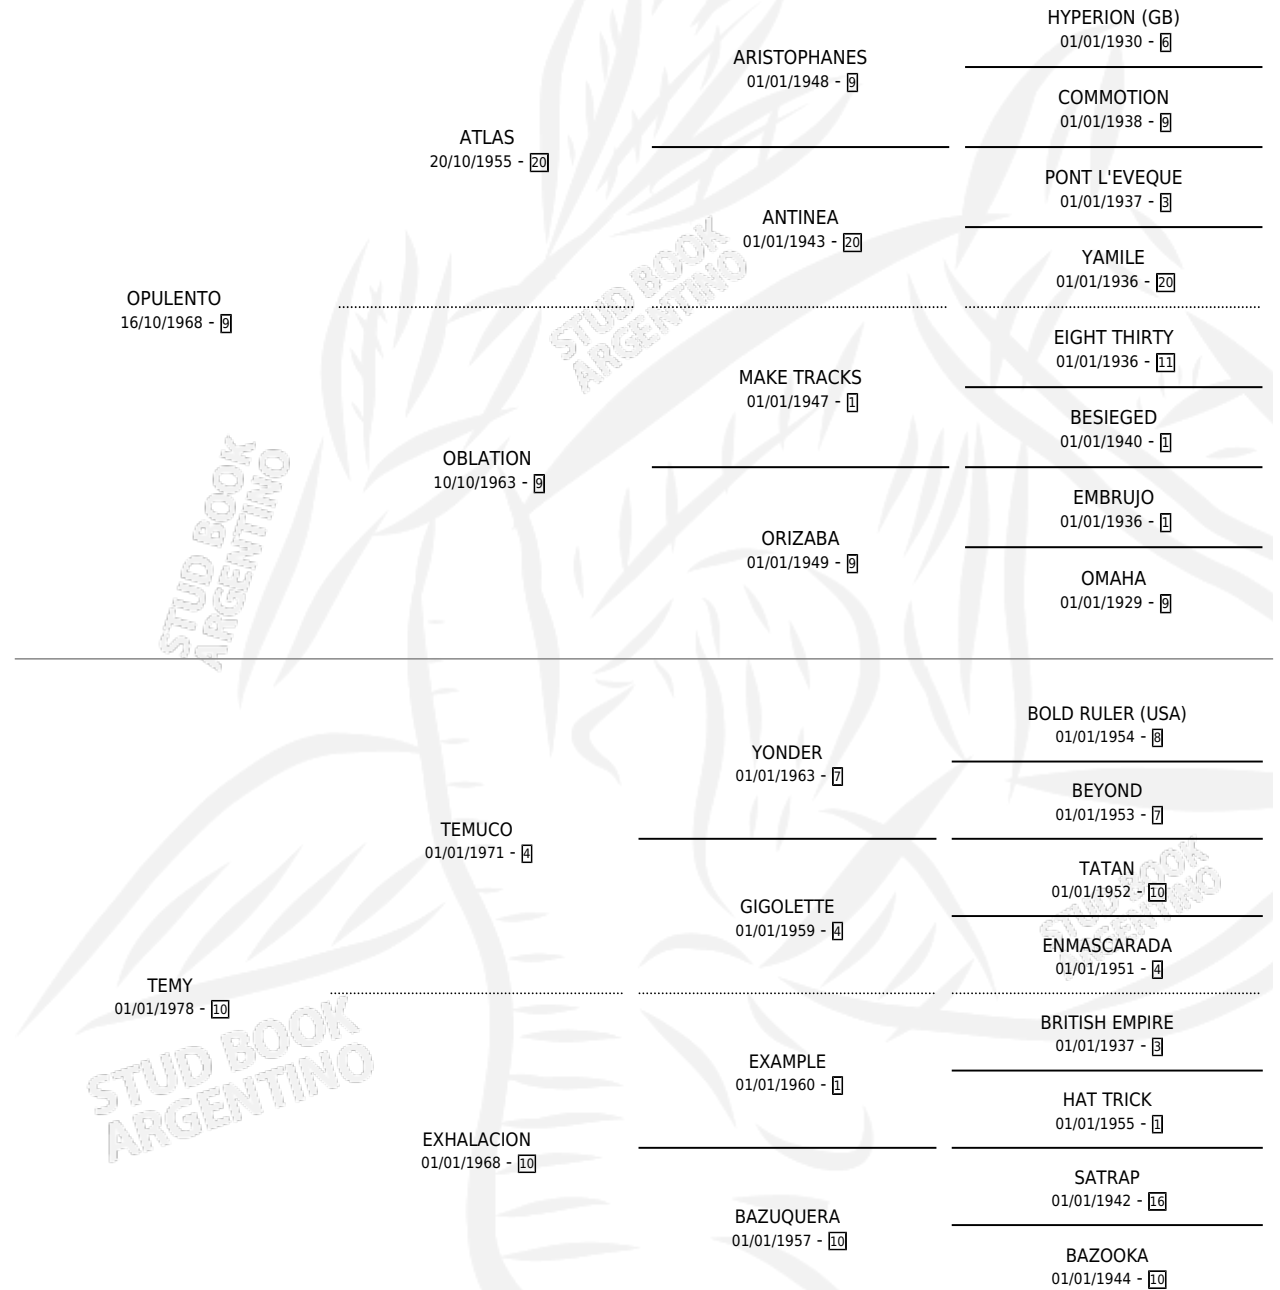 HYPERION (GB)
01/01/1930 - 6
ARISTOPHANES
01/01/1948 - 9
COMMOTION
01/01/1938 - 9
ATLAS
20/10/1955 - 20
PONT L'EVEQUE
01/01/1937 - 3
ANTINEA
01/01/1943 - 20
YAMILE
01/01/1936 - 20
OPULENTO
16/10/1968 - 9
STUD BOOK
ARGENTINO
EIGHT THIRTY
01/01/1936 - 11
MAKE TRACKS
01/01/1947 - 1
BESIEGED
01/01/1940 - 1
OBLATION
10/10/1963 - 9
EMBRUJO
01/01/1936 - 1
ORIZABA
01/01/1949 - 9
OMAHA
01/01/1929 - 9
STUD BOOK
ARGENTINO
BOLD RULER (USA)
01/01/1954 - 8
YONDER
01/01/1963 - 7
BEYOND
01/01/1953 - 7
TEMUCO
01/01/1971 - 4
TATAN
01/01/1952 - 10
GIGOLETTE
01/01/1959 - 4
ENMASCARADA
01/01/1951 - 4
STUD BOOK
ARGENTINO
TEMY
01/01/1978 - 10
BRITISH EMPIRE
01/01/1937 - 3
EXAMPLE
01/01/1960 - 1
HAT TRICK
01/01/1955 - 1
STUD BOOK
ARGENTINO
EXHALACION
01/01/1968 - 10
SATRAP
01/01/1942 - 16
BAZUQUERA
01/01/1957 - 10
BAZOOKA
01/01/1944 - 10